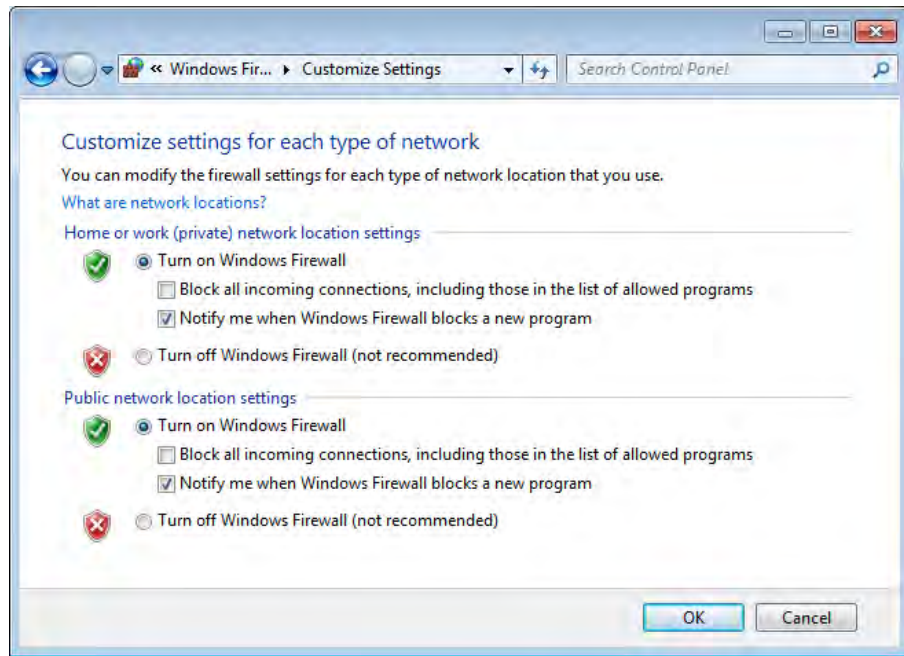 « Windows Fir... ▸ Customize Settings
Search Control Panel
Customize settings for each type of network
You can modify the firewall settings for each type of network location that you use.
What are network locations?
Home or work (private) network location settings
Turn on Windows Firewall
Block all incoming connections, including those in the list of allowed programs
Notify me when Windows Firewall blocks a new program
Turn off Windows Firewall (not recommended)
Public network location settings
Turn on Windows Firewall
Block all incoming connections, including those in the list of allowed programs
Notify me when Windows Firewall blocks a new program
Turn off Windows Firewall (not recommended)
OK
Cancel